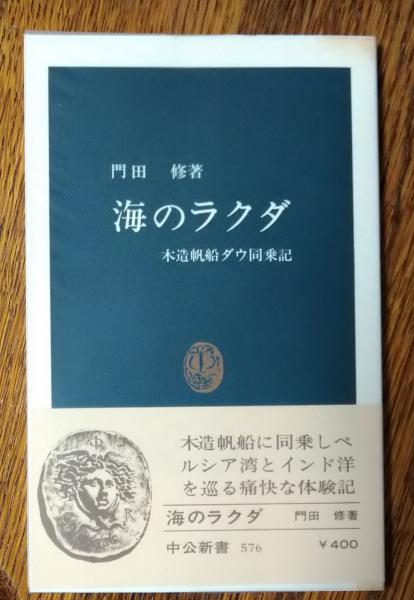 門田 修著
海のラクダ
木造帆船ダウ同乗記
木造帆船に同乗しペ
ルシア湾とインド洋
を巡る痛快な体験記
海のラクダ 門田 修著
中公新書 576 ¥400